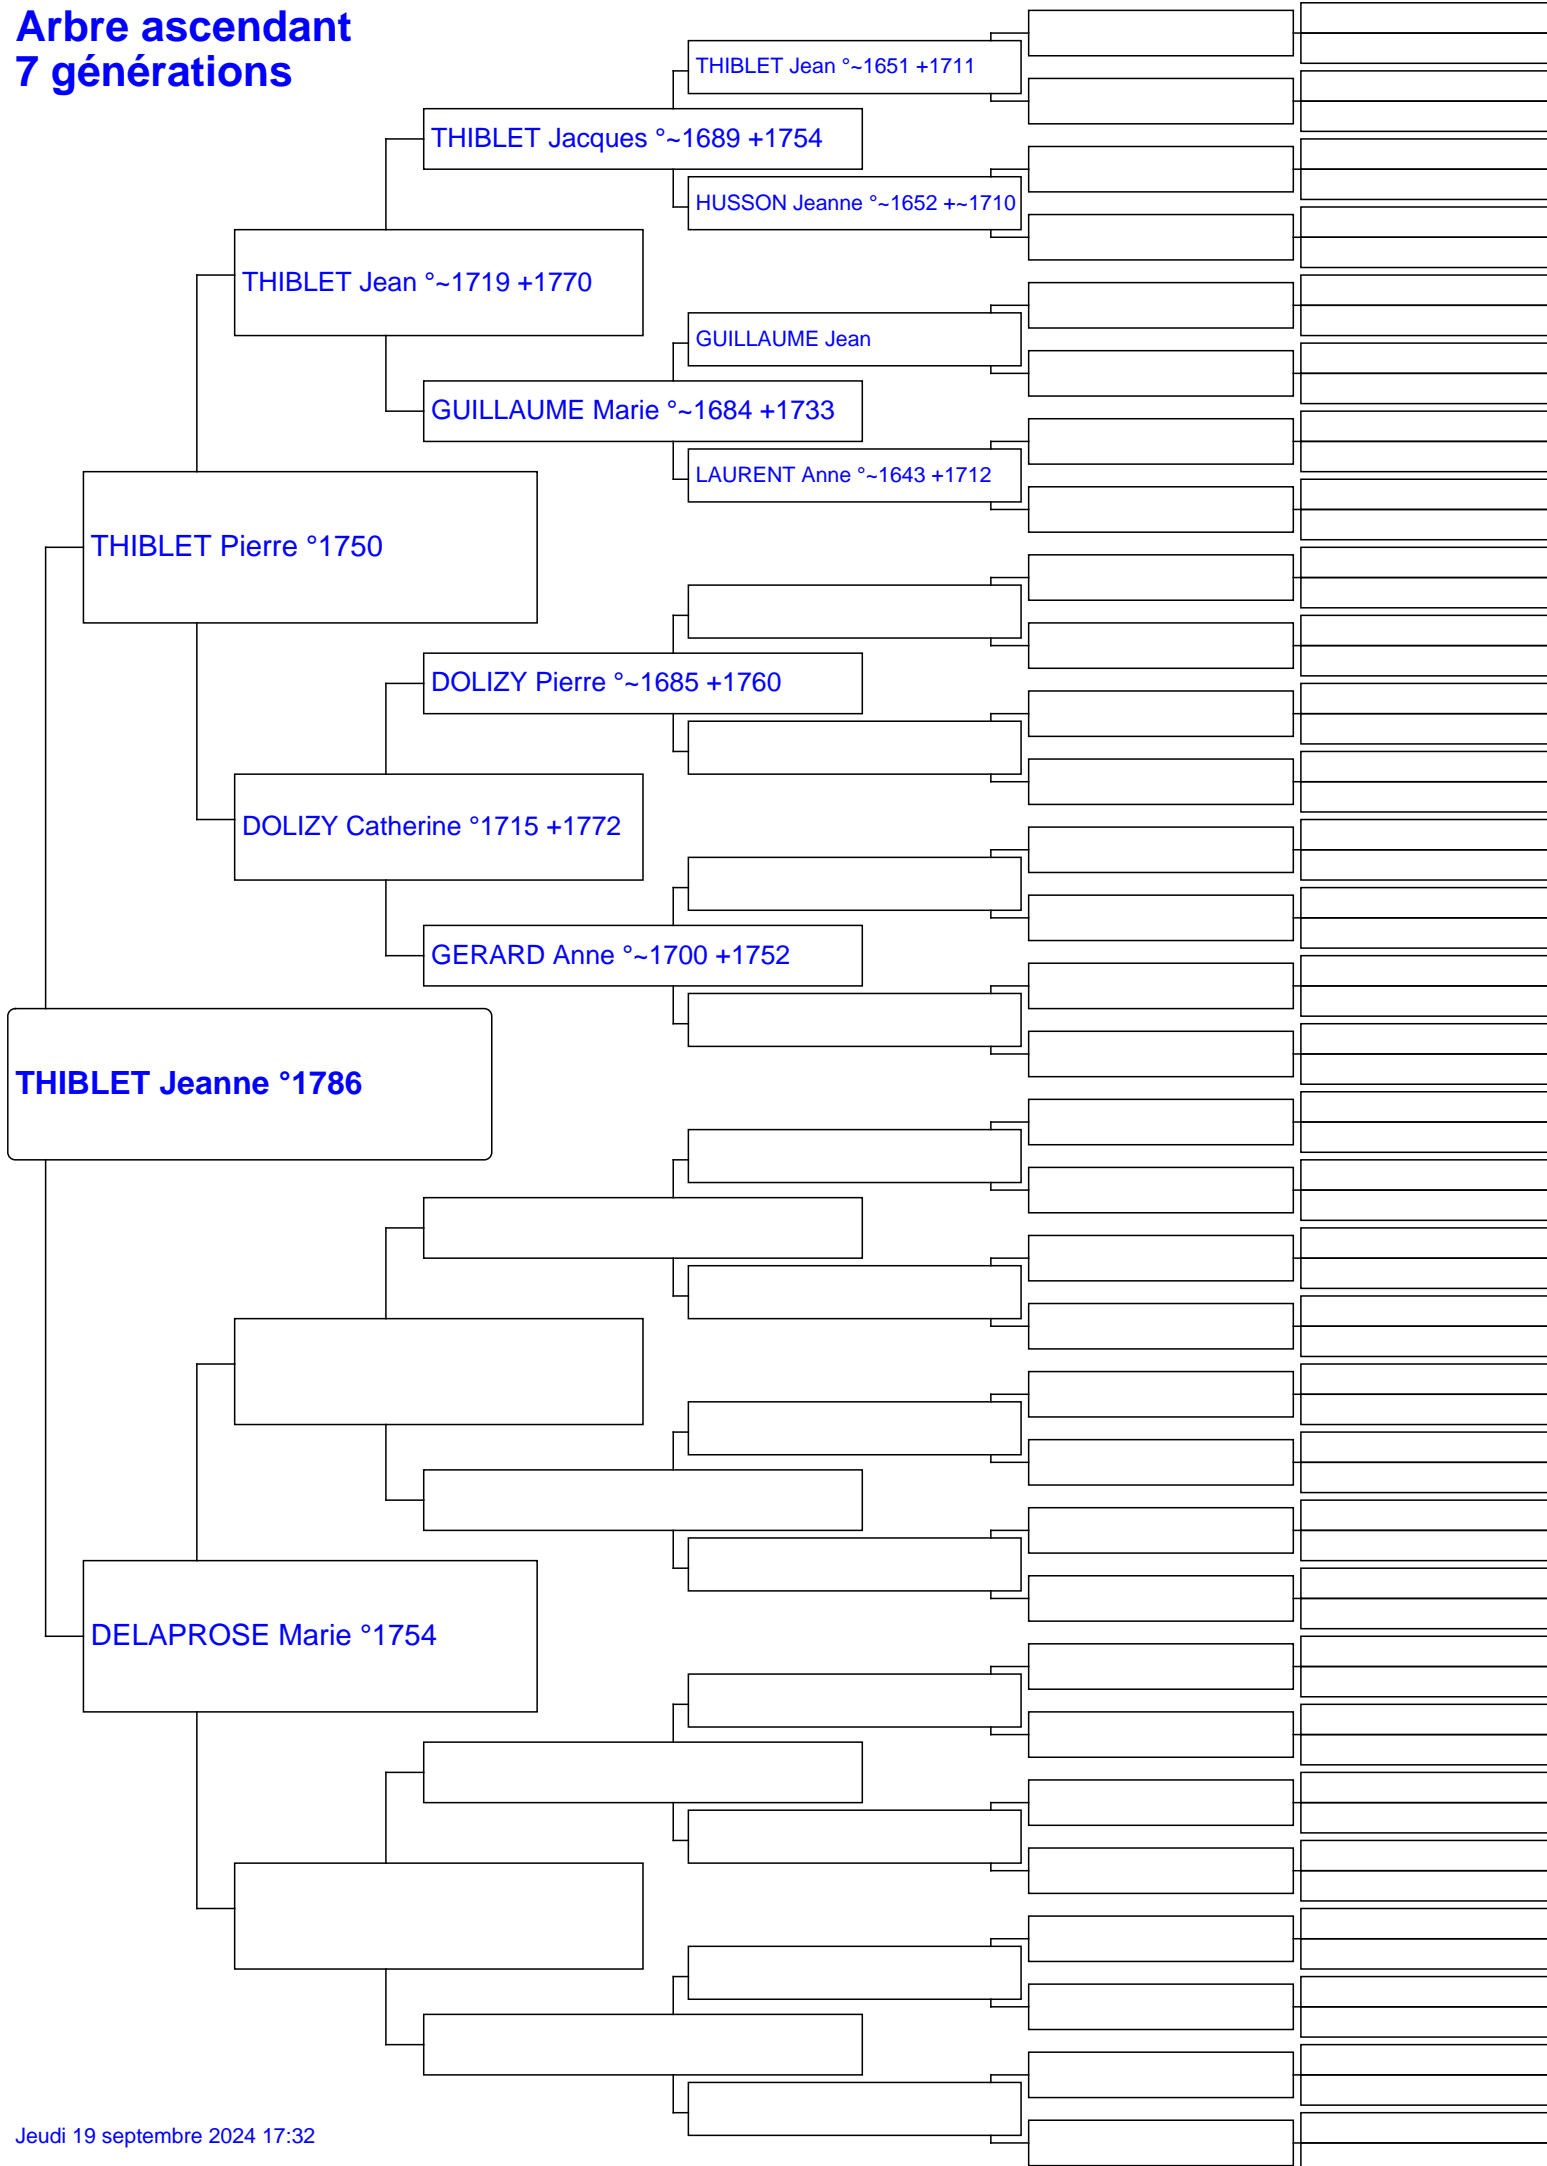 Arbre ascendant
7 générations
THIBLET Jean °~1651 +1711
THIBLET Jacques °~1689 +1754
HUSSON Jeanne °~1652 +~1710
THIBLET Jean °~1719 +1770
GUILLAUME Jean
GUILLAUME Marie °~1684 +1733
LAURENT Anne °~1643 +1712
THIBLET Pierre °1750
DOLIZY Pierre °~1685 +1760
DOLIZY Catherine °1715 +1772
GERARD Anne °~1700 +1752
THIBLET Jeanne °1786
DELAPROSE Marie °1754
Jeudi 19 septembre 2024 17:32